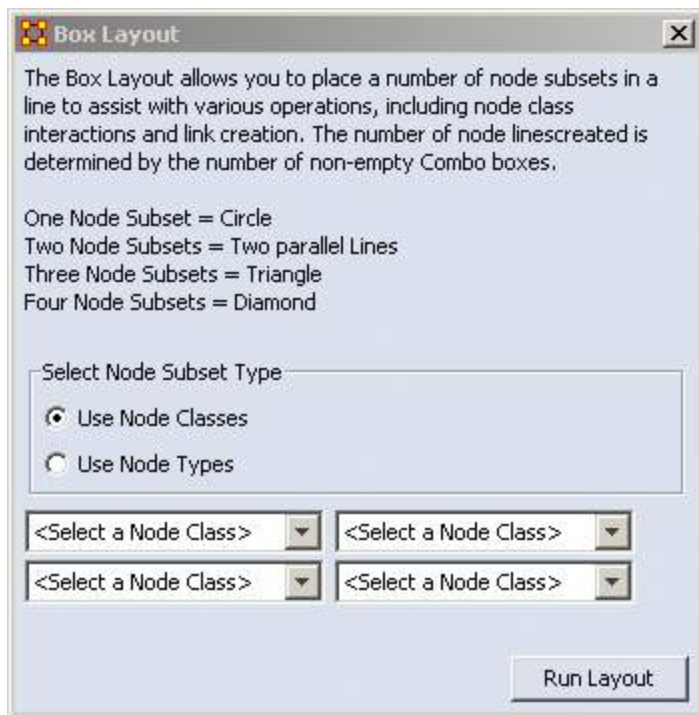 Box Layout
The Box Layout allows you to place a number of node subsets in a
line to assist with various operations, including node class
interactions and link creation. The number of node linescreated is
determined by the number of non-empty Combo boxes.
One Node Subset = Circle
Two Node Subsets = Two parallel Lines
Three Node Subsets = Triangle
Four Node Subsets = Diamond
Select Node Subset Type
Use Node Classes
Use Node Types
<Select a Node Class> <Select a Node Class>
<Select a Node Class> <Select a Node Class>
Run Layout